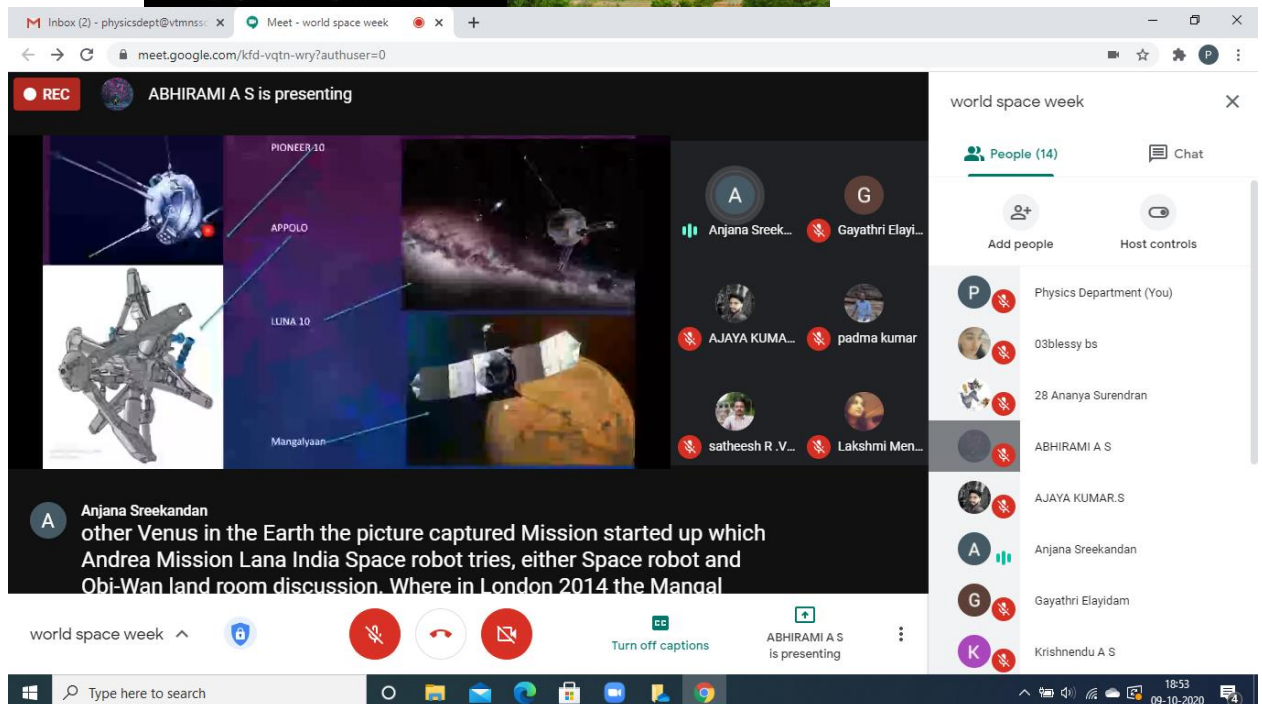 Inbox (2) - physicsdept@vtmnss
Meet - world space week
meet.google.com/kfd-vqtn-wry?authuser=0
P
REC
ABHIRAMI A S is presenting
PIONEER 10
APPOLO
LUNA 10
Mangalyaan
A
Anjana Sreek...
G
Gayathri Elayi...
AJAYA KUMA...
padma kumar
satheesh R .V...
Lakshmi Men...
A
Anjana Sreekandan
other Venus in the Earth the picture captured Mission started up which
Andrea Mission Lana India Space robot tries, either Space robot and
Obi-Wan land room discussion. Where in London 2014 the Mangal
world space week
People (14)
Chat
Add people
Host controls
P
Physics Department (You)
03blessy bs
28 Ananya Surendran
ABHIRAMI A S
AJAYA KUMAR.S
A
Anjana Sreekandan
G
Gayathri Elayidam
K
Krishnendu A S
world space week
CC
Turn off captions
ABHIRAMI A S
is presenting
Type here to search
18:53
09-10-2020
4